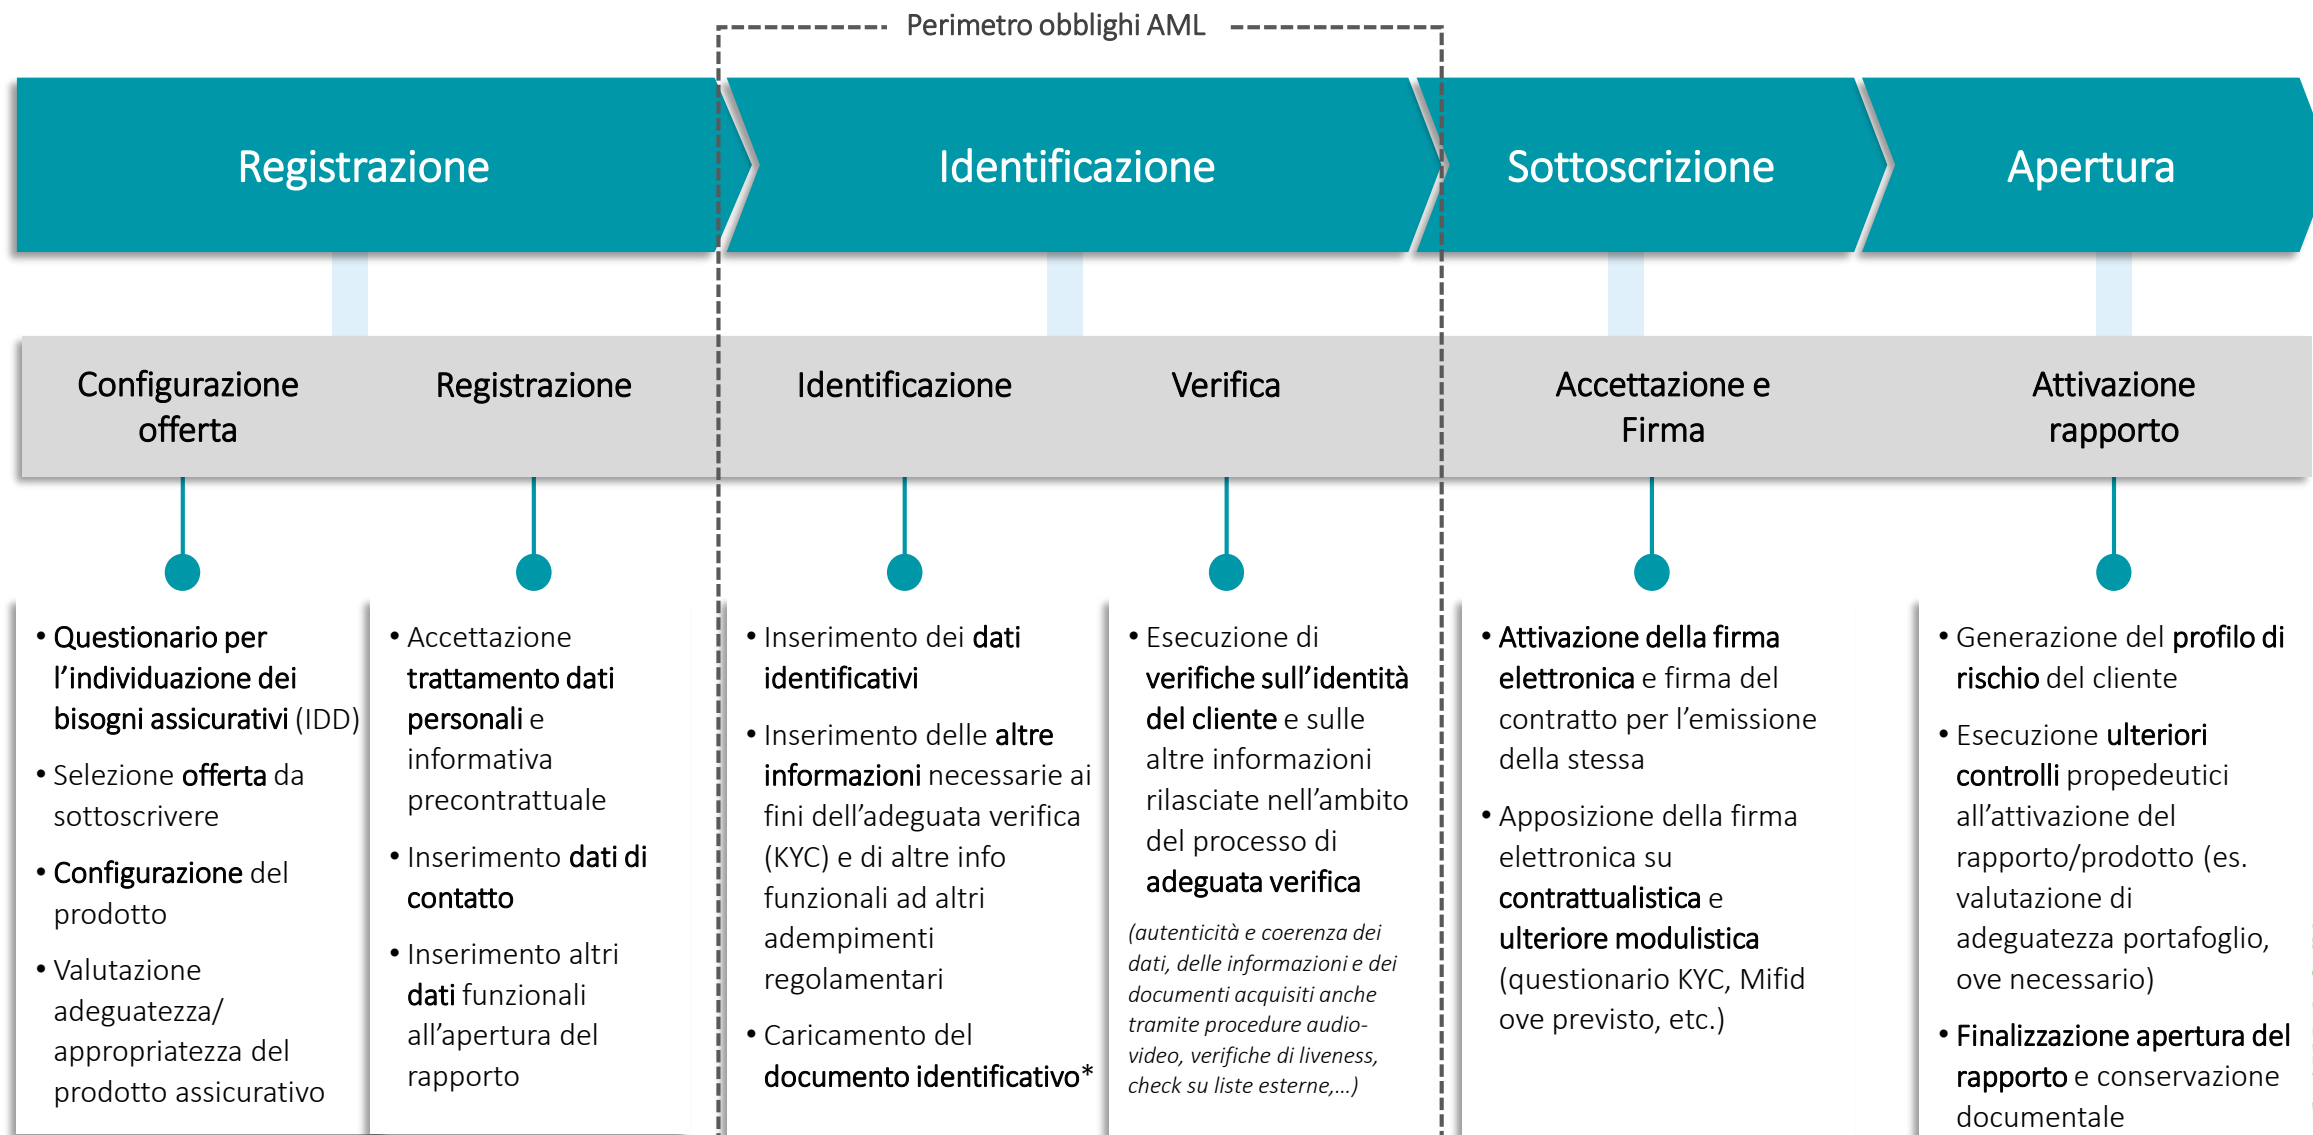 Perimetro obblighi AML
Registrazione
Identificazione
Sottoscrizione
Apertura
Configurazione
offerta
Registrazione
Identificazione
Verifica
Accettazione e
Firma
Attivazione
rapporto
• Questionario per
l'individuazione dei
bisogni assicurativi (IDD)
• Selezione offerta da
sottoscrivere
• Configurazione del
prodotto
• Valutazione
adeguatezza/
appropriatezza del
prodotto assicurativo
• Accettazione
trattamento dati
personali e
informativa
precontrattuale
• Inserimento dati di
contatto
• Inserimento altri
dati funzionali
all'apertura del
rapporto
• Inserimento dei dati
identificativi
• Inserimento delle altre
informazioni necessarie ai
fini dell'adeguata verifica
(KYC) e di altre info
funzionali ad altri
adempimenti
regolamentari
• Caricamento del
documento identificativo*
• Esecuzione di
verifiche sull'identità
del cliente e sulle
altre informazioni
rilasciate nell'ambito
del processo di
adeguata verifica
(autenticità e coerenza dei
dati, delle informazioni e dei
documenti acquisiti anche
tramite procedure audio-
video, verifiche di liveness,
check su liste esterne,...)
• Attivazione della firma
elettronica e firma del
contratto per l'emissione
della stessa
• Apposizione della firma
elettronica su
contrattualistica e
ulteriore modulistica
(questionario KYC, Mifid
ove previsto, etc.)
• Generazione del profilo di
rischio del cliente
• Esecuzione ulteriori
controlli propedeutici
all'attivazione del
rapporto/prodotto (es.
valutazione di
adeguatezza portafoglio,
ove necessario)
• Finalizzazione apertura del
rapporto e conservazione
documentale